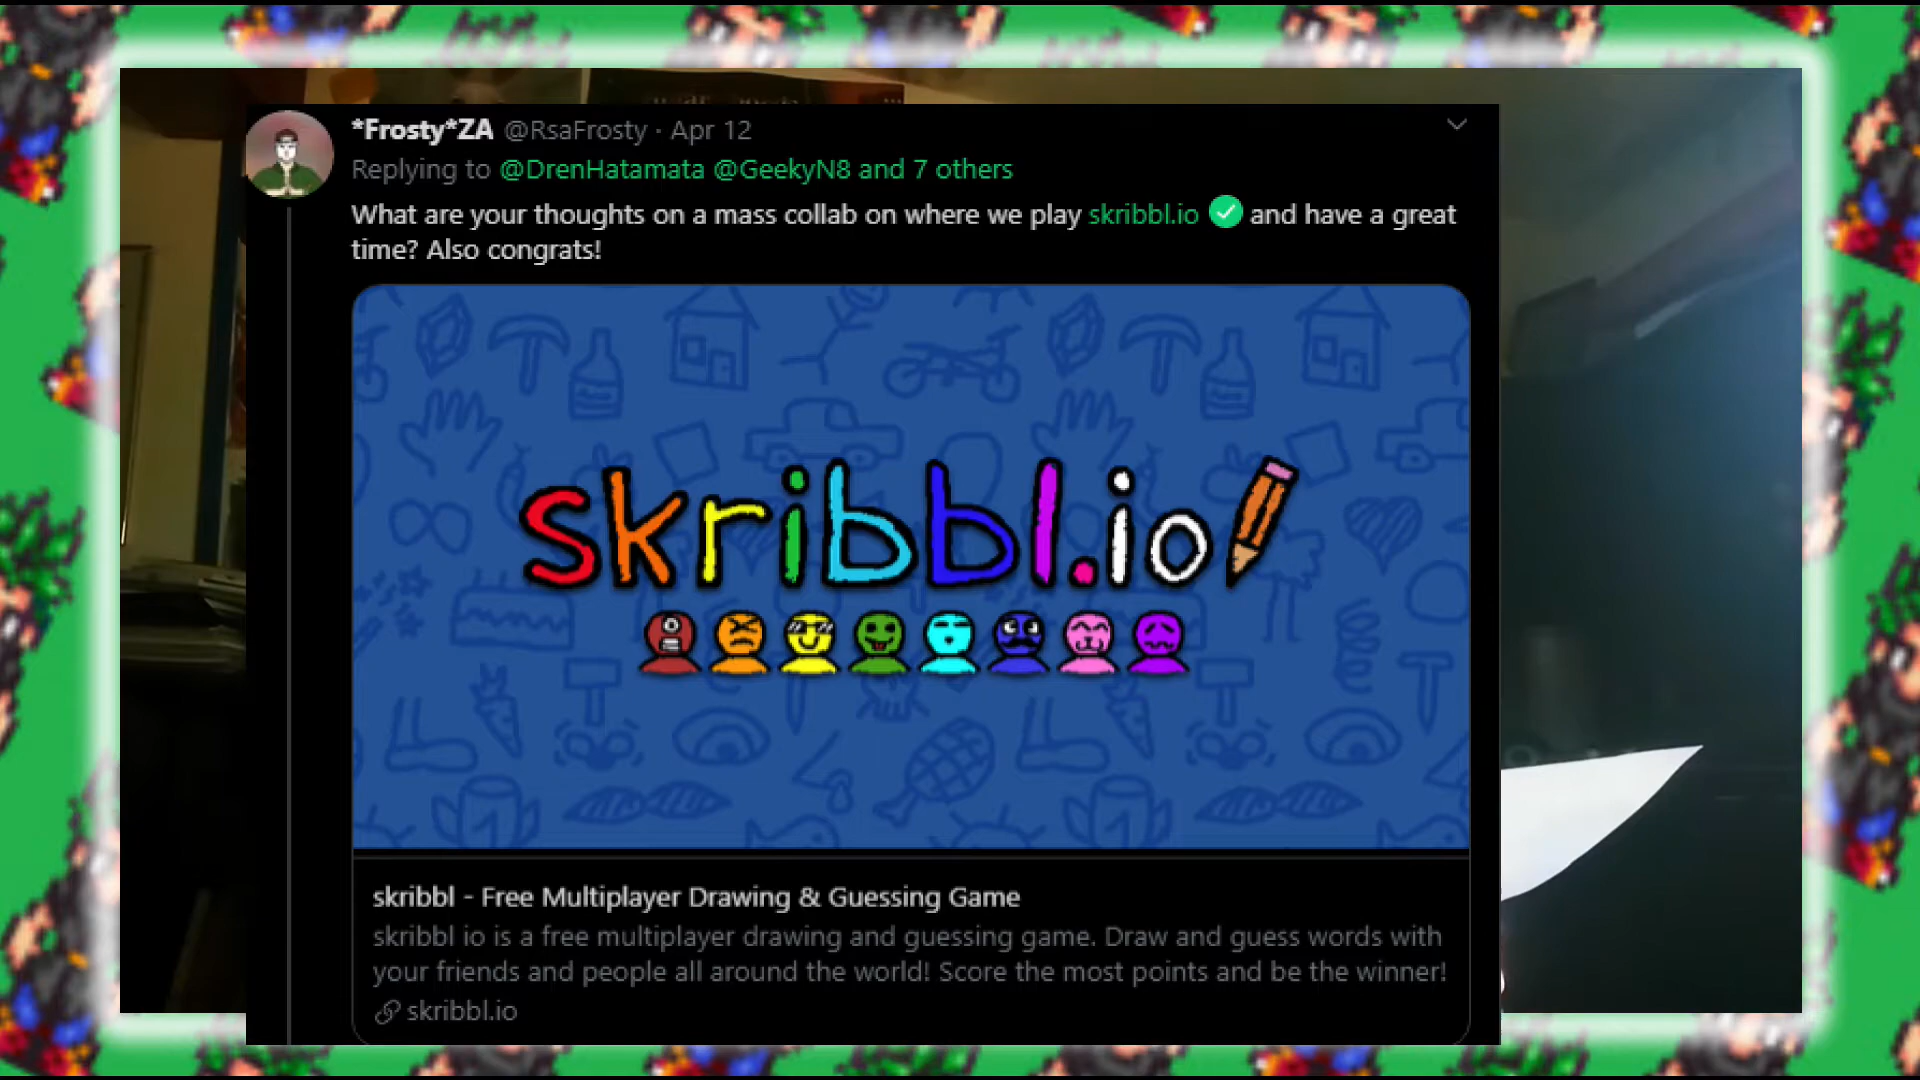 *Frosty*ZA @RsaFrosty · Apr 12
Replying to @DrenHatamata @GeekyN8 and 7 others
What are your thoughts on a mass collab on where we play skribbl.io ✅ and have a great
time? Also congrats!
skribbl.io
skribbl - Free Multiplayer Drawing & Guessing Game
skribbl io is a free multiplayer drawing and guessing game. Draw and guess words with
your friends and people all around the world! Score the most points and be the winner!
skribbl.io